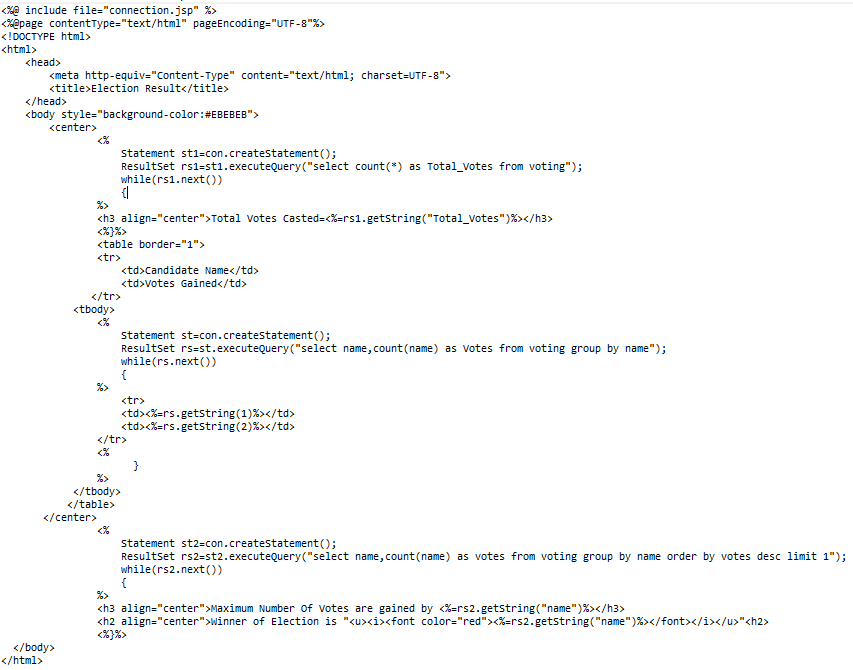 <%@ include file="connection.jsp" %>
<%@page contentType="text/html" pageEncoding="UTF-8"%>
<!DOCTYPE html>
<html>
    <head>
        <meta http-equiv="Content-Type" content="text/html; charset=UTF-8">
        <title>Election Result</title>
    </head>
    <body style="background-color:#EBEBEB">
        <center>
                <%
                    Statement st1=con.createStatement();
                    ResultSet rs1=st1.executeQuery("select count(*) as Total_Votes from voting");
                    while(rs1.next())
                    {
                %>
                <h3 align="center">Total Votes Casted=<%=rs1.getString("Total_Votes")%></h3>
                <%}%>
                <table border="1">
                <tr>
                    <td>Candidate Name</td>
                    <td>Votes Gained</td>
               </tr>
            <tbody>
                <%
                    Statement st=con.createStatement();
                    ResultSet rs=st.executeQuery("select name,count(name) as Votes from voting group by name");
                    while(rs.next())
                    {
                %>
                    <tr>
                    <td><%=rs.getString(1)%></td>
                    <td><%=rs.getString(2)%></td>
                </tr>
                <%
                      }
                %>
            </tbody>
           </table>
       </center>
                <%
                    Statement st2=con.createStatement();
                    ResultSet rs2=st2.executeQuery("select name,count(name) as votes from voting group by name order by votes desc limit 1");
                    while(rs2.next())
                    {
                %>
                <h3 align="center">Maximum Number Of Votes are gained by <%=rs2.getString("name")%></h3>
                <h2 align="center">Winner of Election is "<u><i><font color="red"><%=rs2.getString("name")%></font></i></u>"<h2>
                <%}%>
  </body>
</html>